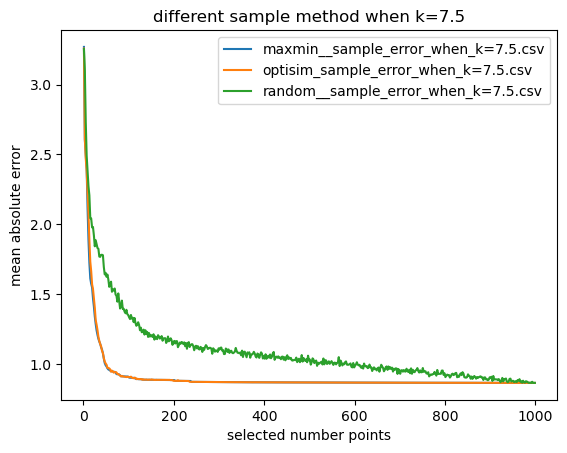 different sample method when k=7.5
maxmin__sample_error_when_k=7.5.csv
optisim_sample_error_when_k=7.5.csv
random__sample_error_when_k=7.5.csv
mean absolute error
3.0
2.5
2.0
1.5
1.0
0 200 400 600 800 1000
selected number points